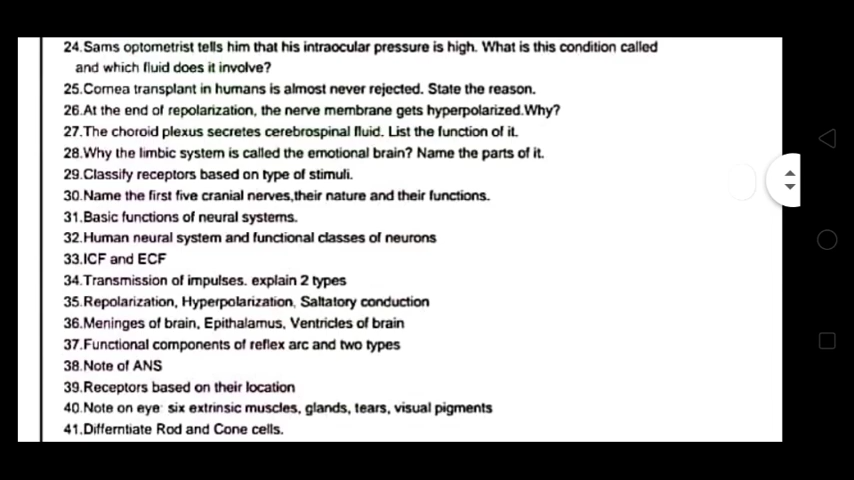 24.Sams optometrist tells him that his intraocular pressure is high. What is this condition called
and which fluid does it involve?
25.Cornea transplant in humans is almost never rejected. State the reason.
26.At the end of repolarization, the nerve membrane gets hyperpolarized.Why?
27.The choroid plexus secretes cerebrospinal fluid. List the function of it.
28.Why the limbic system is called the emotional brain? Name the parts of it.
29.Classify receptors based on type of stimuli.
30.Name the first five cranial nerves,their nature and their functions.
31.Basic functions of neural systems.
32.Human neural system and functional classes of neurons
33.ICF and ECF
34.Transmission of impulses. explain 2 types
35.Repolarization, Hyperpolarization, Saltatory conduction
36.Meninges of brain, Epithalamus, Ventricles of brain
37.Functional components of reflex arc and two types
38.Note of ANS
39.Receptors based on their location
40.Note on eye: six extrinsic muscles, glands, tears, visual pigments
41.Differntiate Rod and Cone cells.